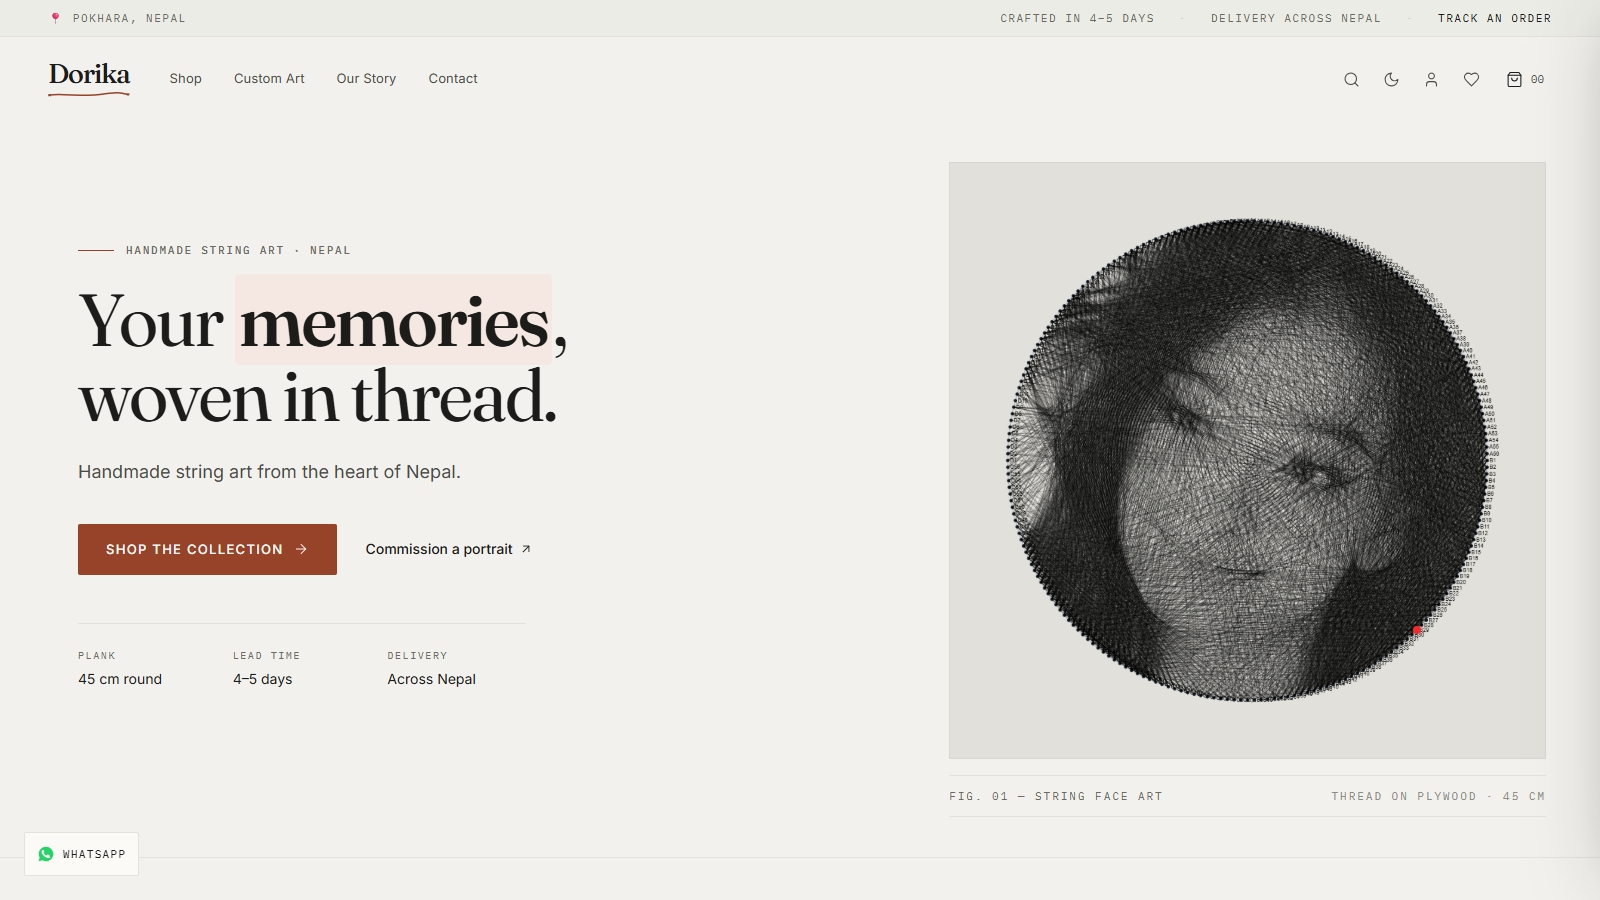 POKHARA, NEPAL
CRAFTED IN 4–5 DAYS · DELIVERY ACROSS NEPAL · TRACK AN ORDER
Dorika
Shop Custom Art Our Story Contact
00
HANDMADE STRING ART · NEPAL
Your memories,
woven in thread.
Handmade string art from the heart of Nepal.
SHOP THE COLLECTION → Commission a portrait ↗
PLANK LEAD TIME DELIVERY
45 cm round 4–5 days Across Nepal
FIG. 01 — STRING FACE ART THREAD ON PLYWOOD · 45 CM
WHATSAPP